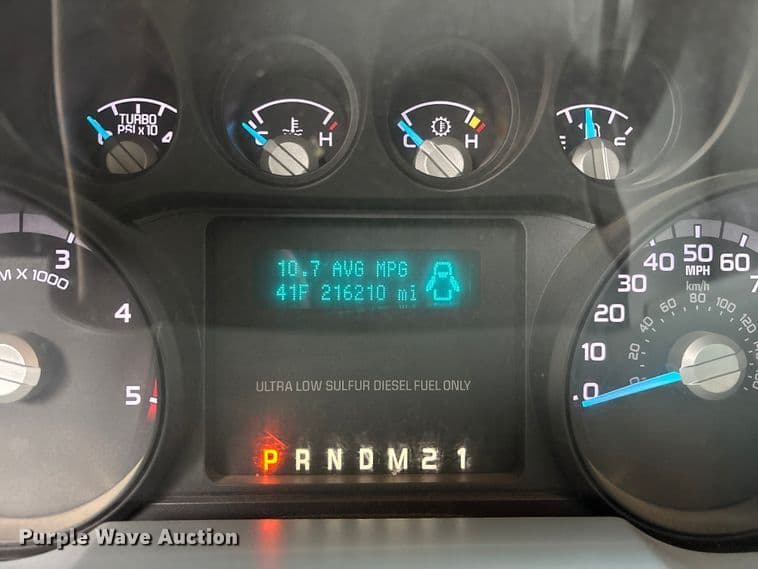 TURBO
PSI x 10
0 4
C H
C H
E F
3
M X 1000
4
5
10.7 AVG MPG
41F 216210 mi
0 10 20 30 40 50 60 7
MPH
km/h
0 20 40 60 80 100 120
ULTRA LOW SULFUR DIESEL FUEL ONLY
P R N D M 2 1
Purple Wave Auction